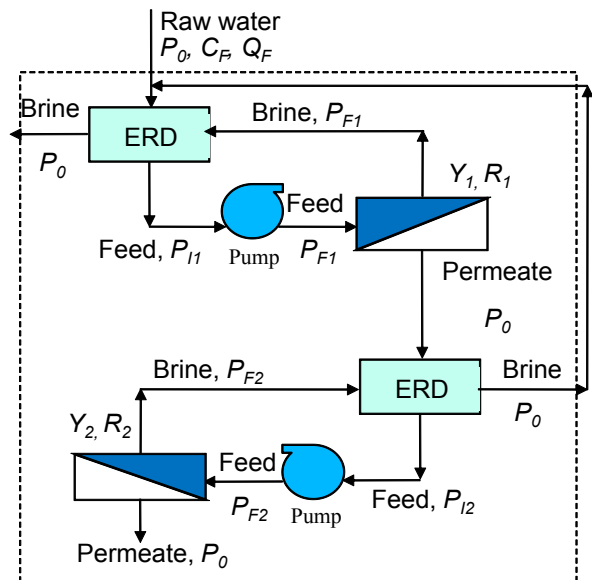 Raw water
P0, CF, QF
Brine
P0
ERD
Brine, PF1
Y1, R1
Feed, PI1
Pump
Feed
PF1
Permeate
P0
Brine, PF2
ERD
Brine
P0
Y2, R2
Feed
PF2
Pump
Feed, PI2
Permeate, P0